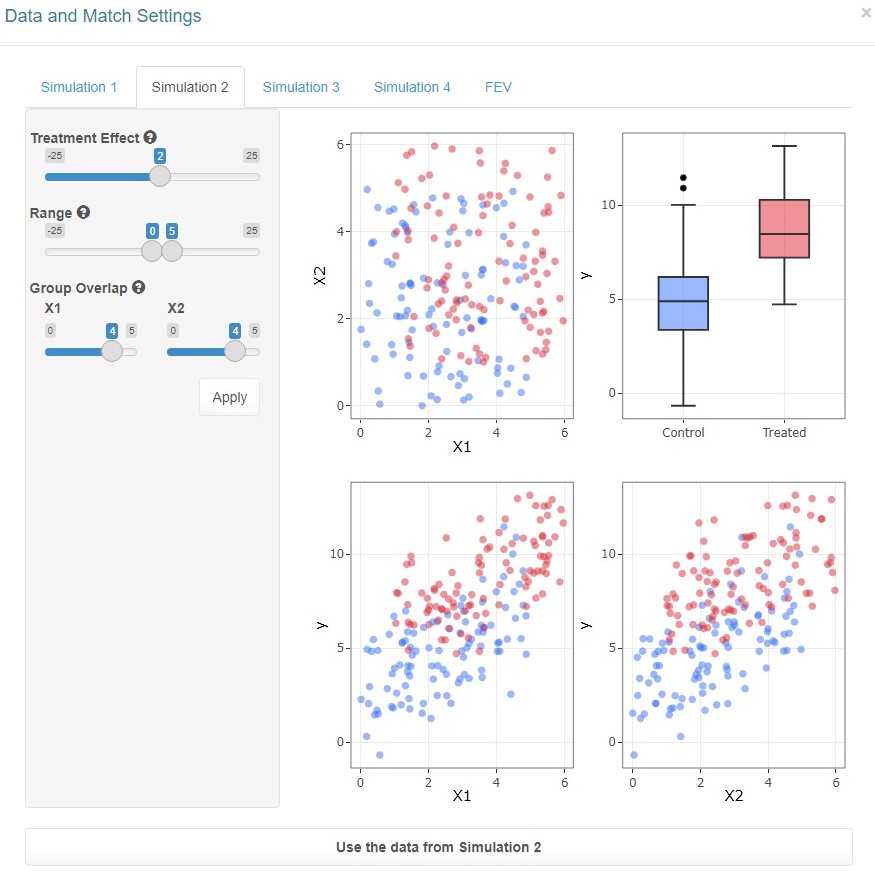 Data and Match Settings
×
Simulation 1 Simulation 2 Simulation 3 Simulation 4 FEV
Treatment Effect ?
-25 2 25
Range ?
-25 0 5 25
Group Overlap ?
X1 X2
0 4 5 0 4 5
Apply
6
4
2
0
X2
0 2 4 6
X1
10
5
0
y
Control Treated
10
5
0
y
0 2 4 6
X1
10
5
0
y
0 2 4 6
X2
Use the data from Simulation 2